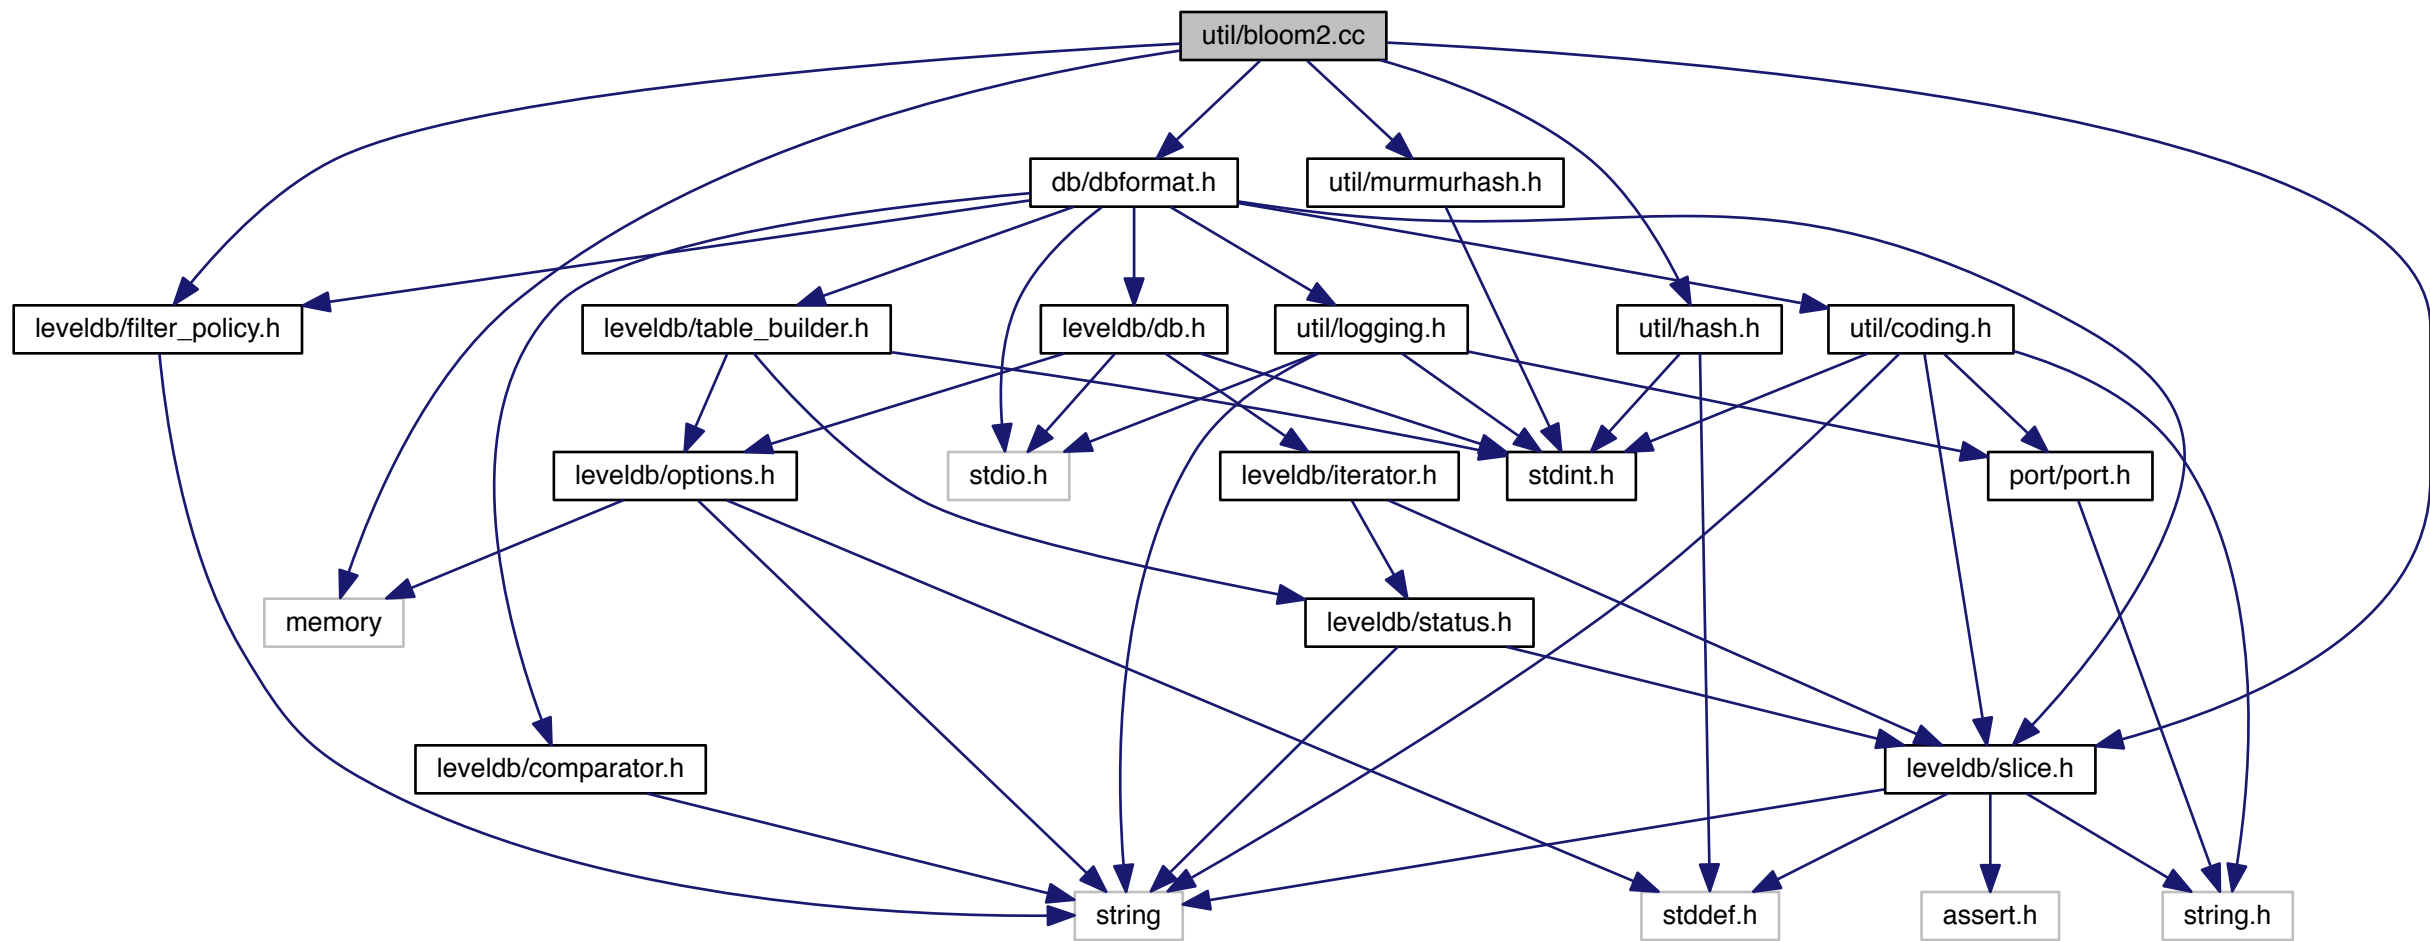 util/bloom2.cc
db/dbformat.h
util/murmurhash.h
leveldb/filter_policy.h
leveldb/table_builder.h
leveldb/db.h
util/logging.h
util/hash.h
util/coding.h
leveldb/options.h
stdio.h
leveldb/iterator.h
stdint.h
port/port.h
memory
leveldb/status.h
leveldb/comparator.h
leveldb/slice.h
string
stddef.h
assert.h
string.h